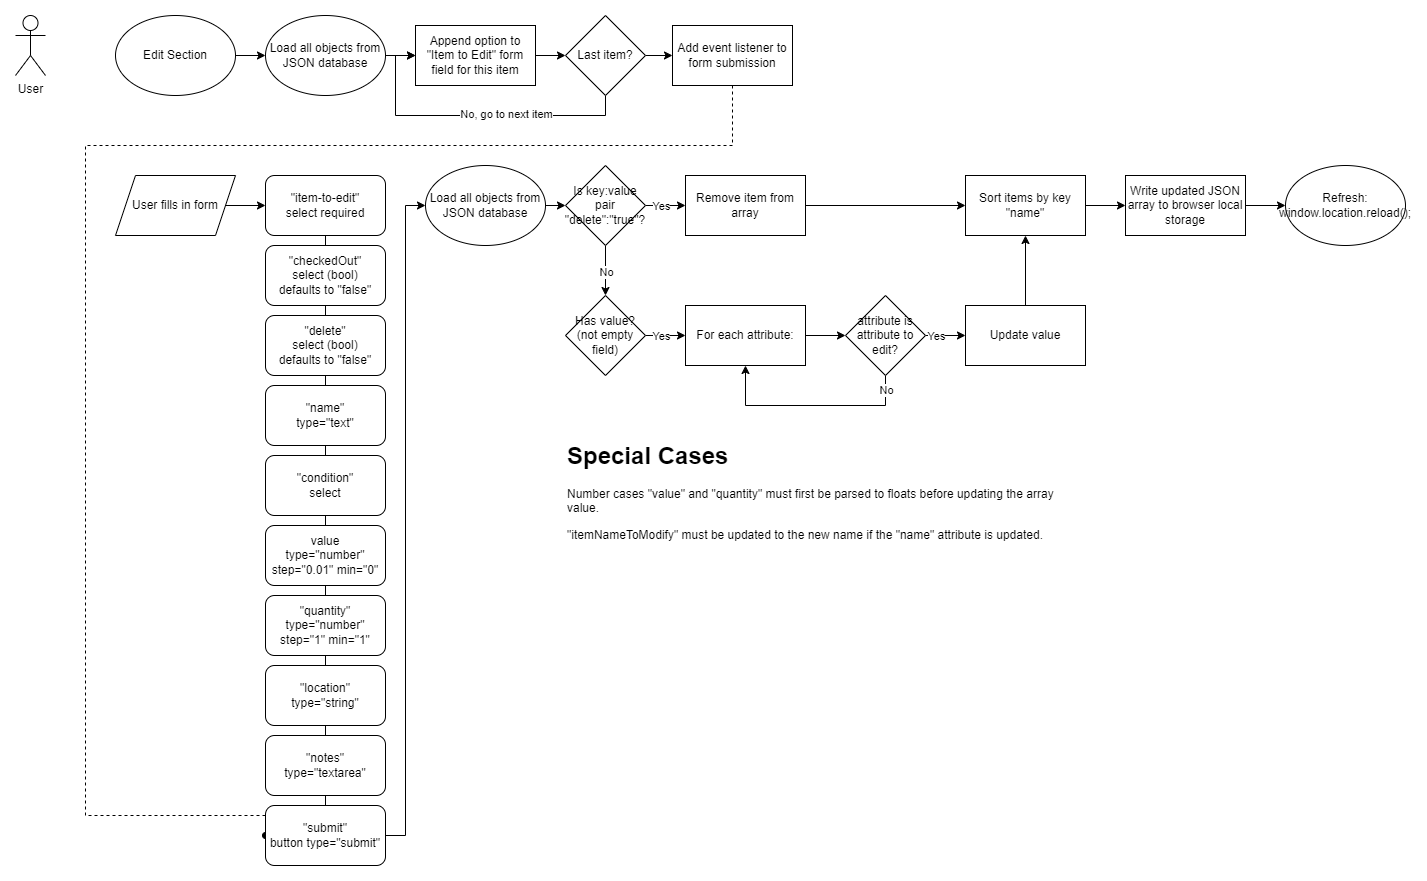 User
Edit Section
Load all objects from
JSON database
Append option to
"Item to Edit" form
field for this item
Last item?
Add event listener to
form submission
No, go to next item
User fills in form
"item-to-edit"
select required
"checkedOut"
select (bool)
defaults to "false"
"delete"
select (bool)
defaults to "false"
"name"
type="text"
"condition"
select
value
type="number"
step="0.01" min="0"
"quantity"
type="number"
step="1" min="1"
"location"
type="string"
"notes"
type="textarea"
"submit"
button type="submit"
Load all objects from
JSON database
Is key:value
pair
"delete":"true"?
Yes
Remove item from
array
Sort items by key
"name"
Write updated JSON
array to browser local
storage
Refresh:
window.location.reload();
No
Has value?
(not empty
field)
Yes
For each attribute:
attribute is
attribute to
edit?
Yes
Update value
No
Special Cases
Number cases "value" and "quantity" must first be parsed to floats before updating the array
value.
"itemNameToModify" must be updated to the new name if the "name" attribute is updated.